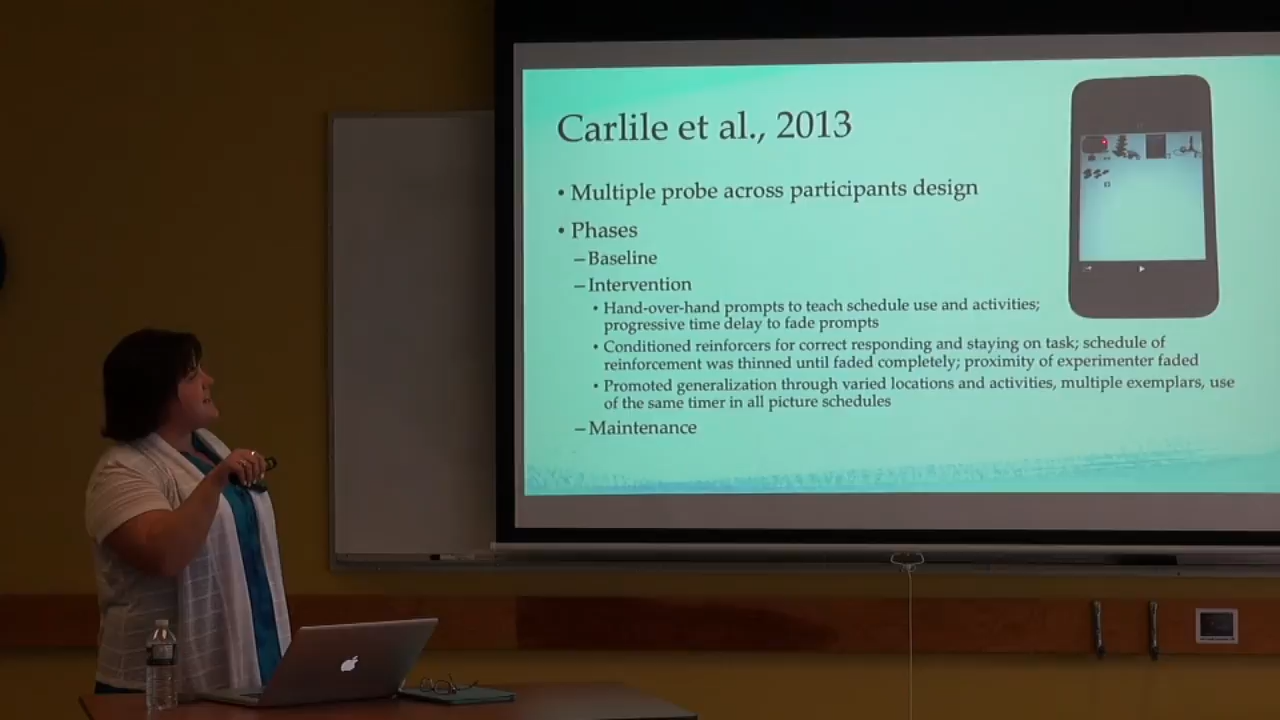 Carlile et al., 2013
• Multiple probe across participants design
• Phases
–Baseline
–Intervention
• Hand-over-hand prompts to teach schedule use and activities;
progressive time delay to fade prompts
• Conditioned reinforcers for correct responding and staying on task; schedule of
reinforcement was thinned until faded completely; proximity of experimenter faded
• Promoted generalization through varied locations and activities, multiple exemplars, use
of the same timer in all picture schedules
–Maintenance